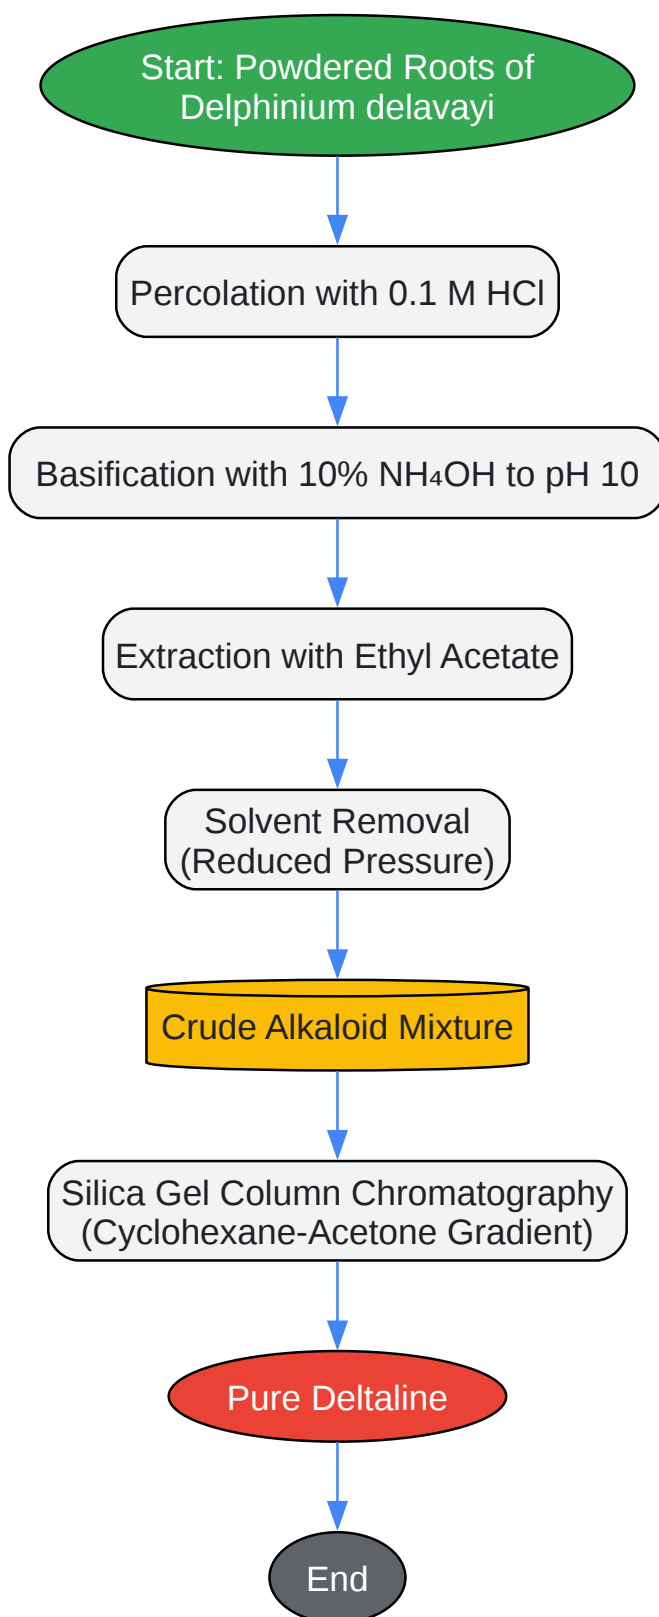 Start: Powdered Roots of
Delphinium delavayi
Percolation with 0.1 M HCl
Basification with 10% NH₄OH to pH 10
Extraction with Ethyl Acetate
Solvent Removal
(Reduced Pressure)
Crude Alkaloid Mixture
Silica Gel Column Chromatography
(Cyclohexane-Acetone Gradient)
Pure Deltaline
End